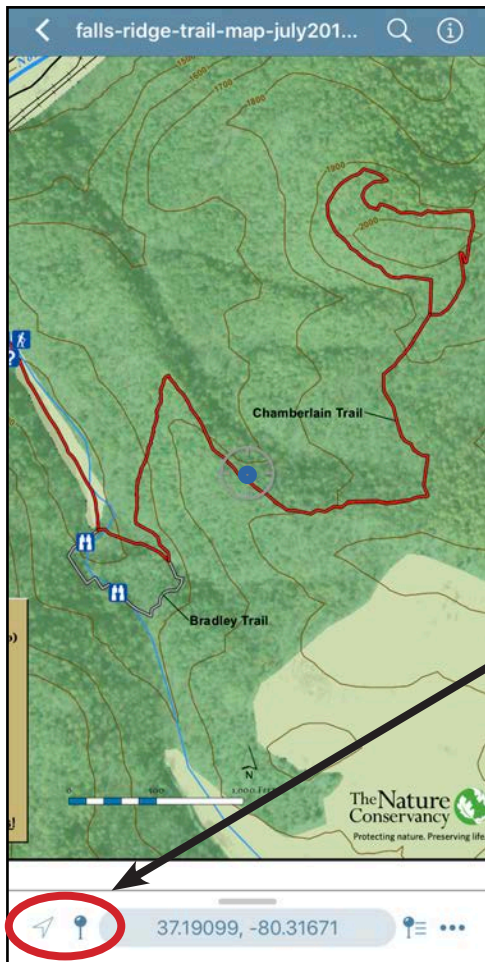 falls-ridge-trail-map-july201...
1500
1600
1700
1800
1900
2000
Chamberlain Trail
Bradley Trail
N
0 500 1,000 Feet
The Nature
Conservancy
Protecting nature. Preserving life.
37.19099, -80.31671